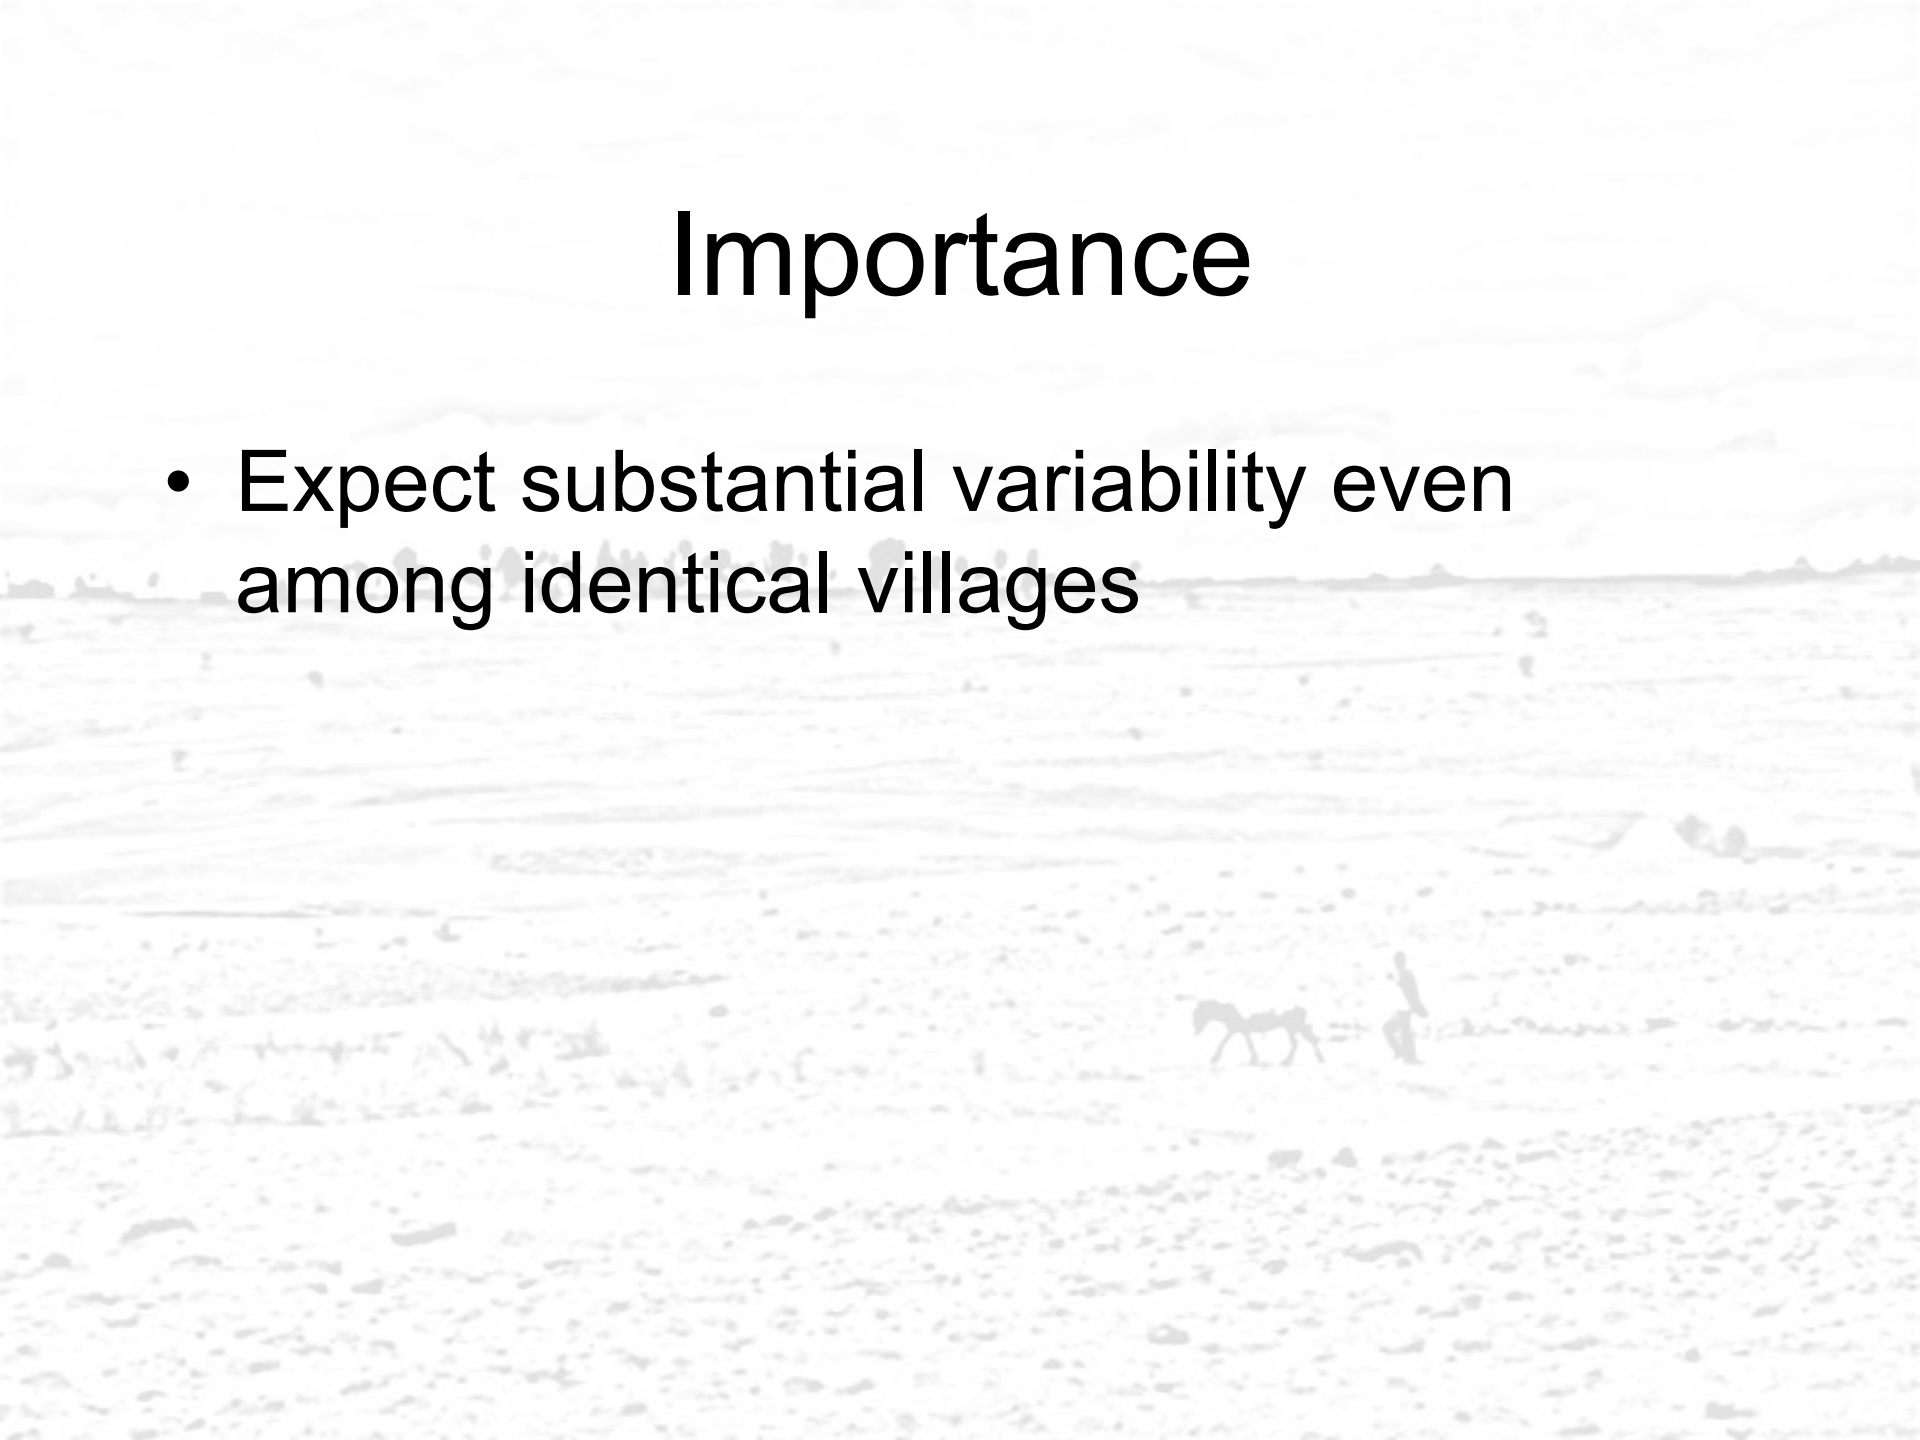 Importance
• Expect substantial variability even
among identical villages